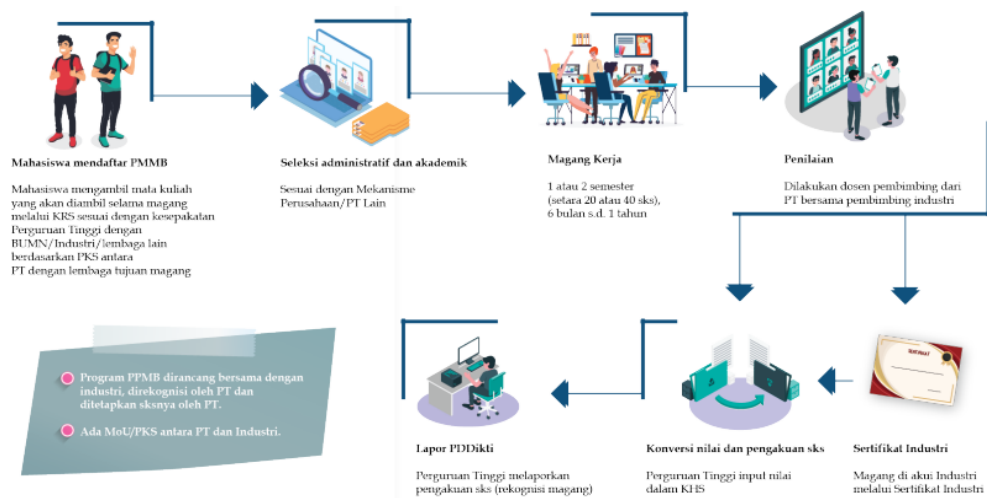 Mahasiswa mendaftar PMMB
Mahasiswa mengambil mata kuliah
yang akan diambil selama magang
melalui KRS sesuai dengan kesepakatan
Perguruan Tinggi dengan
BUMN/Industri/lembaga lain
berdasarkan PKS antara
PT dengan lembaga tujuan magang
Seleksi administratif dan akademik
Sesuai dengan Mekanisme
Perusahaan/PT Lain
Magang Kerja
1 atau 2 semester
(setara 20 atau 40 sks),
6 bulan s.d. 1 tahun
Penilaian
Dilakukan dosen pembimbing dari
PT bersama pembimbing industri
Sertifikat Industri
Magang di akui Industri
melalui Sertifikat Industri
Konversi nilai dan pengakuan sks
Perguruan Tinggi input nilai
dalam KHS
Lapor PDDikti
Perguruan Tinggi melaporkan
pengakuan sks (rekognisi magang)
Program PPMB dirancang bersama dengan
industri, direkognisi oleh PT dan
ditetapkan sksnya oleh PT.
Ada MoU/PKS antara PT dan Industri.